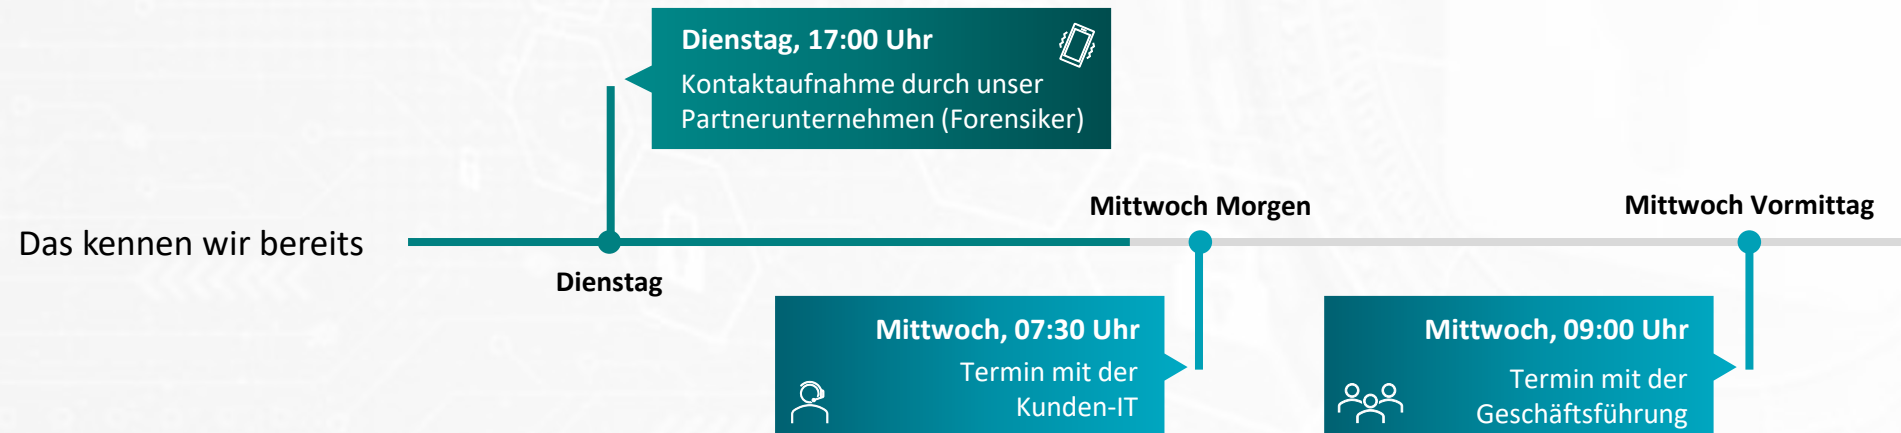 Dienstag, 17:00 Uhr
Kontaktaufnahme durch unser
Partnerunternehmen (Forensiker)
Mittwoch Morgen
Mittwoch Vormittag
Das kennen wir bereits
Dienstag
Mittwoch, 07:30 Uhr
Termin mit der
Kunden-IT
Mittwoch, 09:00 Uhr
Termin mit der
Geschäftsführung